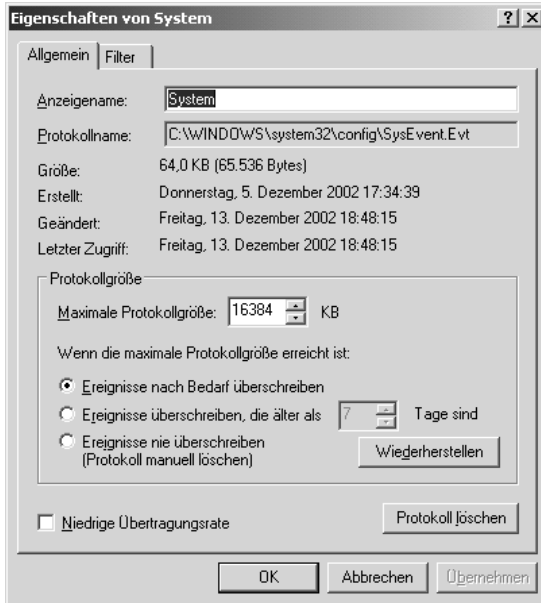 Eigenschaften von System
? X
Allgemein Filter
Anzeigename: System
Protokollname: C:\WINDOWS\system32\config\SysEvent.Evt
Größe: 64,0 KB (65.536 Bytes)
Erstellt: Donnerstag, 5. Dezember 2002 17:34:39
Geändert: Freitag, 13. Dezember 2002 18:48:15
Letzter Zugriff: Freitag, 13. Dezember 2002 18:48:15
Protokollgröße
Maximale Protokollgröße: 16384 KB
Wenn die maximale Protokollgröße erreicht ist:
Ereignisse nach Bedarf überschreiben
Ereignisse überschreiben, die älter als 7 Tage sind
Ereignisse nie überschreiben
(Protokoll manuell löschen)
Wiederherstellen
Niedrige Übertragungsrate
Protokoll löschen
OK Abbrechen Übernehmen